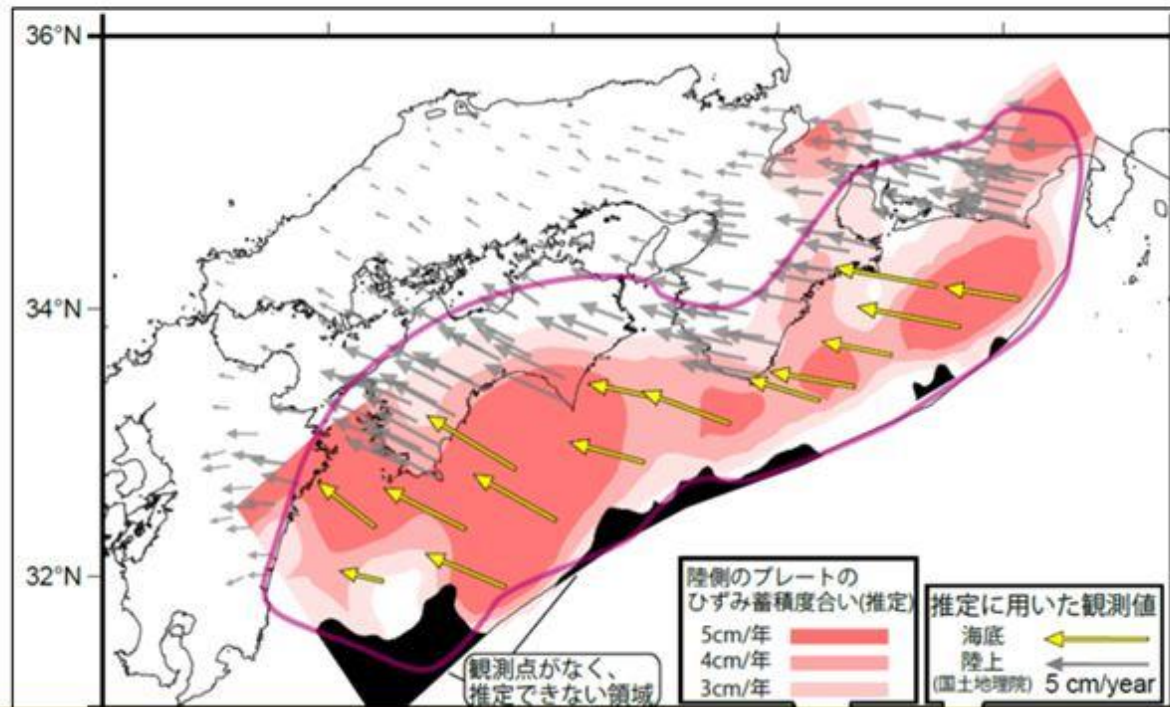 36°N
34°N
32°N
観測点がなく、
推定できない領域
陸側のプレートの
ひずみ蓄積度合い(推定)
5cm/年
4cm/年
3cm/年
推定に用いた観測値
海底
陸上
(国土地理院)
5 cm/year